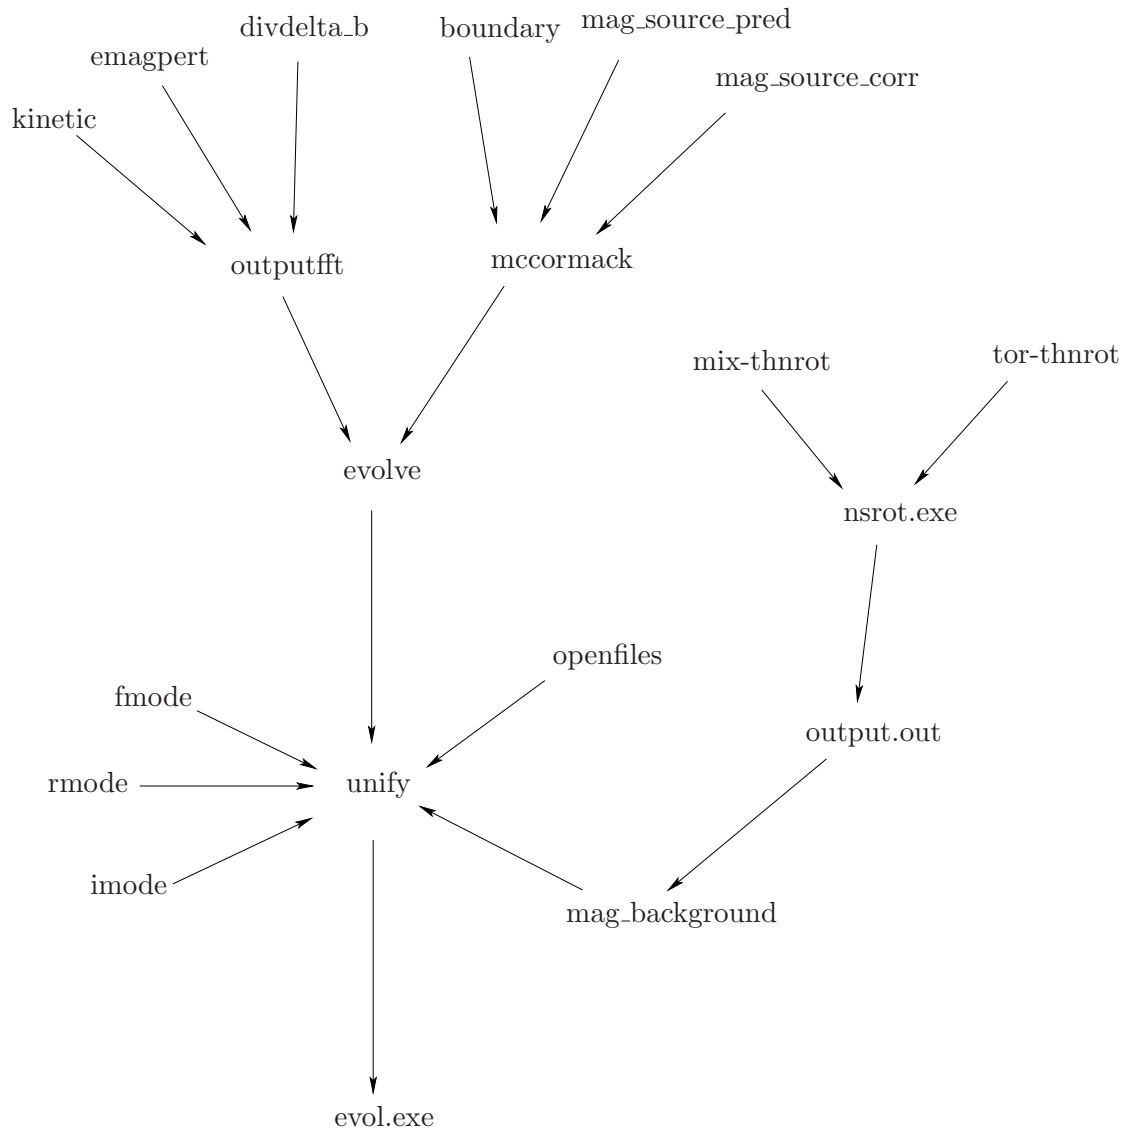 mag_source_pred
divdelta_b
boundary
emagpert
mag_source_corr
kinetic
outputfft
mccormack
mix-thnrot
tor-thnrot
evolve
nsrot.exe
openfiles
fmode
output.out
rmode
unify
imode
mag_background
evol.exe